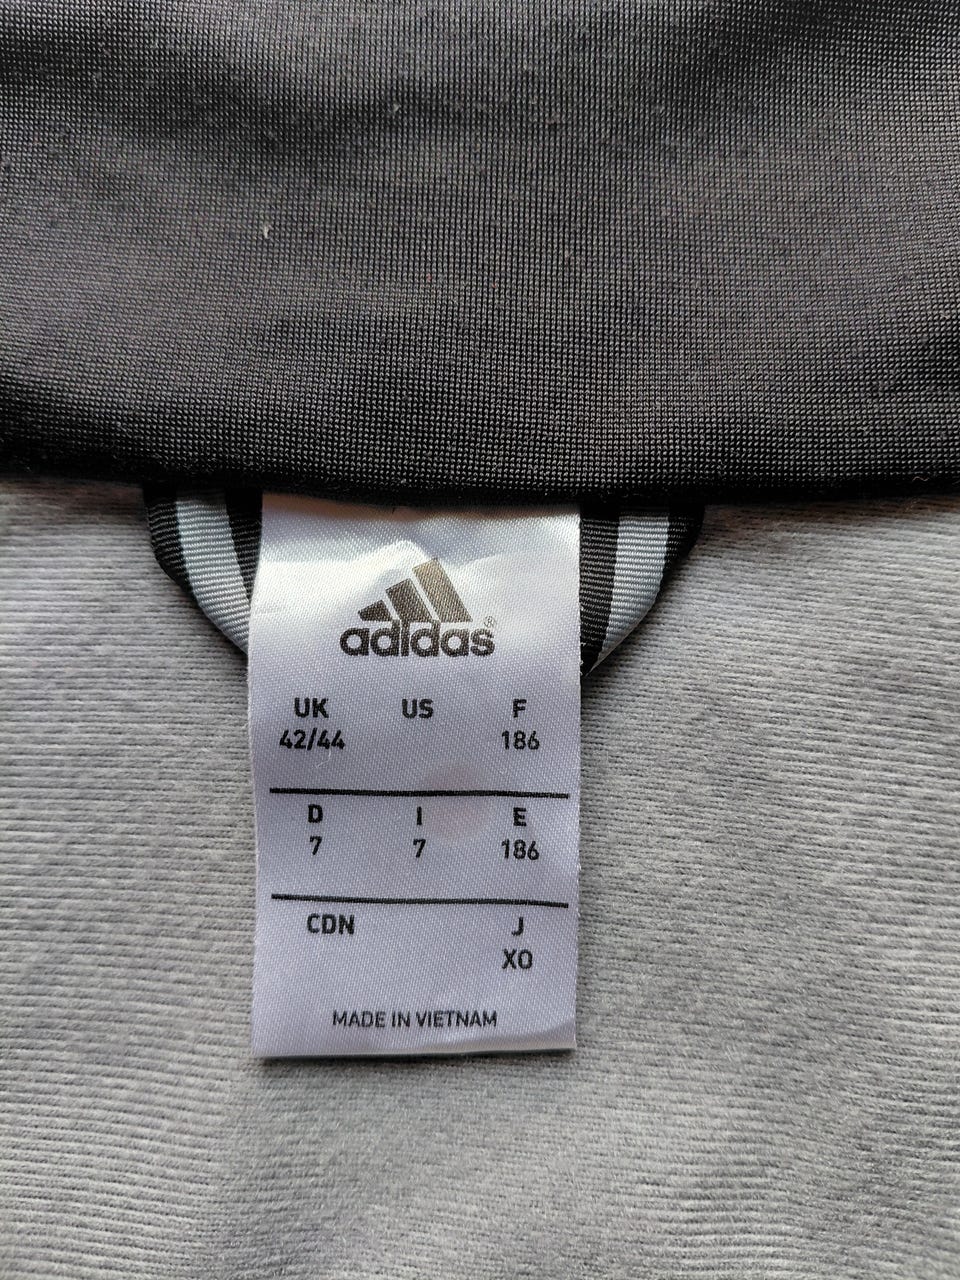 adidas®
UK US F
42/44 186
D I E
7 7 186
CDN J
XO
MADE IN VIETNAM